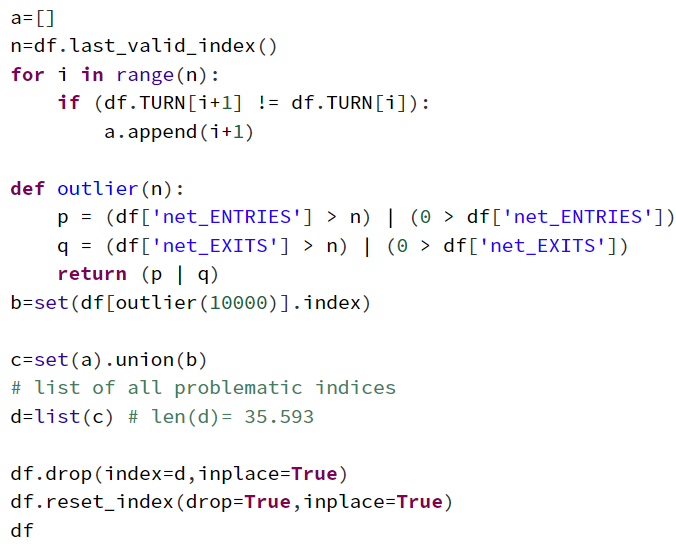 a=[]
n=df.last_valid_index()
for i in range(n):
    if (df.TURN[i+1] != df.TURN[i]):
        a.append(i+1)

def outlier(n):
    p = (df['net_ENTRIES'] > n) | (0 > df['net_ENTRIES'])
    q = (df['net_EXITS'] > n) | (0 > df['net_EXITS'])
    return (p | q)
b=set(df[outlier(10000)].index)

c=set(a).union(b)
# list of all problematic indices
d=list(c) # len(d)= 35.593

df.drop(index=d,inplace=True)
df.reset_index(drop=True,inplace=True)
df